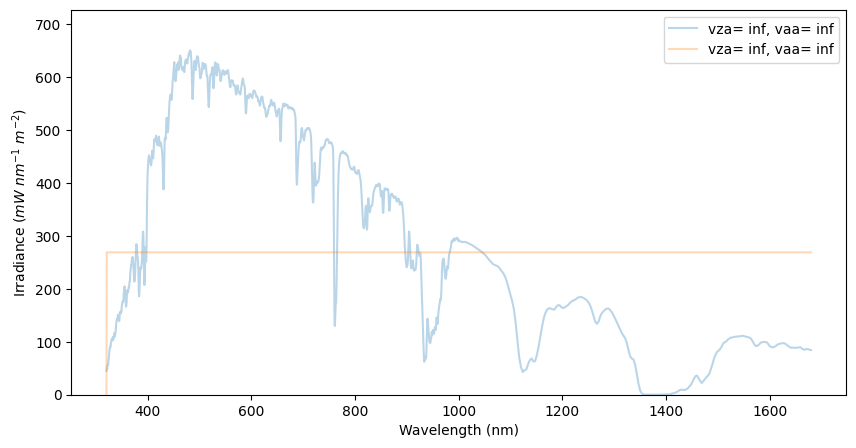 vza= inf, vaa= inf
vza= inf, vaa= inf
700
600
500
400
300
200
100
0
Irradiance (mW nm⁻¹ m⁻²)
400 600 800 1000 1200 1400 1600
Wavelength (nm)